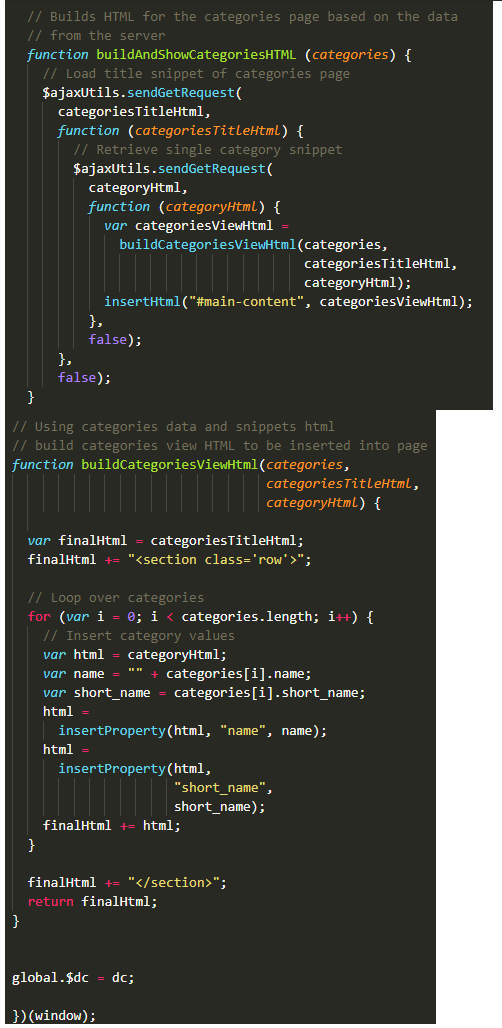 // Builds HTML for the categories page based on the data
// from the server
function buildAndShowCategoriesHTML (categories) {
  // Load title snippet of categories page
  $ajaxUtils.sendGetRequest(
    categoriesTitleHtml,
    function (categoriesTitleHtml) {
      // Retrieve single category snippet
      $ajaxUtils.sendGetRequest(
        categoryHtml,
        function (categoryHtml) {
          var categoriesViewHtml =
            buildCategoriesViewHtml(categories,
                                    categoriesTitleHtml,
                                    categoryHtml);
          insertHtml("#main-content", categoriesViewHtml);
        },
        false);
    },
    false);
}
// Using categories data and snippets html
// build categories view HTML to be inserted into page
function buildCategoriesViewHtml(categories,
                                 categoriesTitleHtml,
                                 categoryHtml) {
  var finalHtml = categoriesTitleHtml;
  finalHtml += "<section class='row'>";
  // Loop over categories
  for (var i = 0; i < categories.length; i++) {
    // Insert category values
    var html = categoryHtml;
    var name = "" + categories[i].name;
    var short_name = categories[i].short_name;
    html =
      insertProperty(html, "name", name);
    html =
      insertProperty(html,
                     "short_name",
                     short_name);
    finalHtml += html;
  }
  finalHtml += "</section>";
  return finalHtml;
}
global.$dc = dc;
})(window);